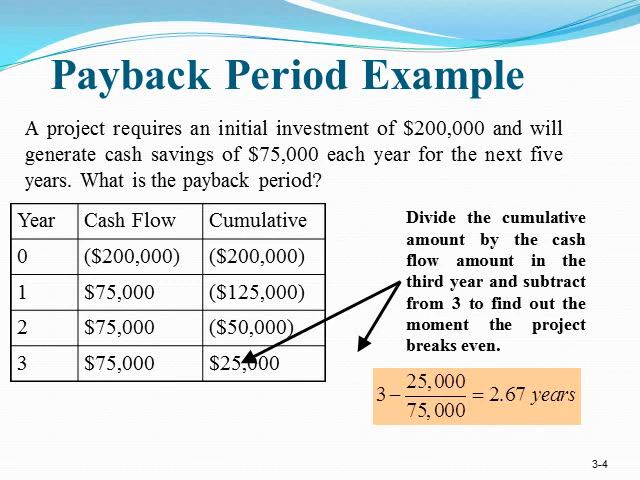 Payback Period Example
A project requires an initial investment of $200,000 and will
generate cash savings of $75,000 each year for the next five
years. What is the payback period?
Year Cash Flow Cumulative
0 ($200,000) ($200,000)
1 $75,000 ($125,000)
2 $75,000 ($50,000)
3 $75,000 $25,000
Divide the cumulative
amount by the cash
flow amount in the
third year and subtract
from 3 to find out the
moment the project
breaks even.
3 − 25,000 / 75,000 = 2.67 years
3-4